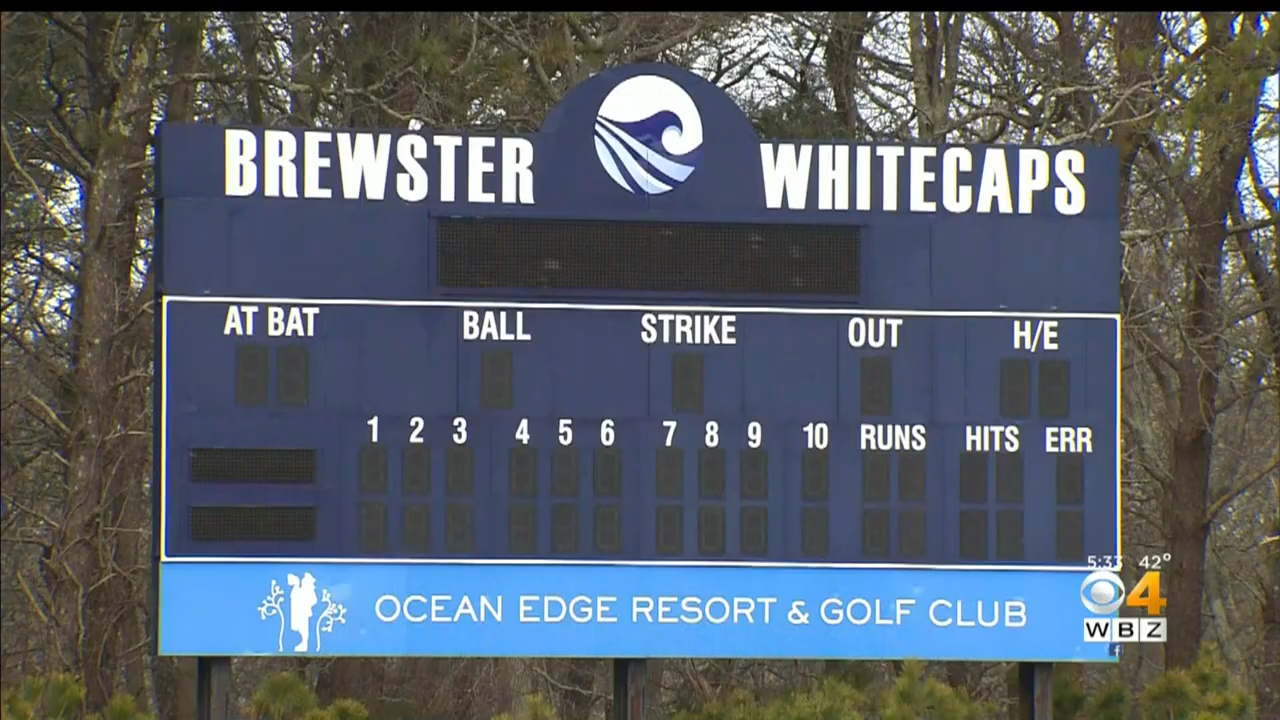 BREWSTER WHITECAPS
AT BAT BALL STRIKE OUT H/E
1 2 3 4 5 6 7 8 9 10 RUNS HITS ERR
OCEAN EDGE RESORT & GOLF CLUB
5:33 42°
4
WBZ